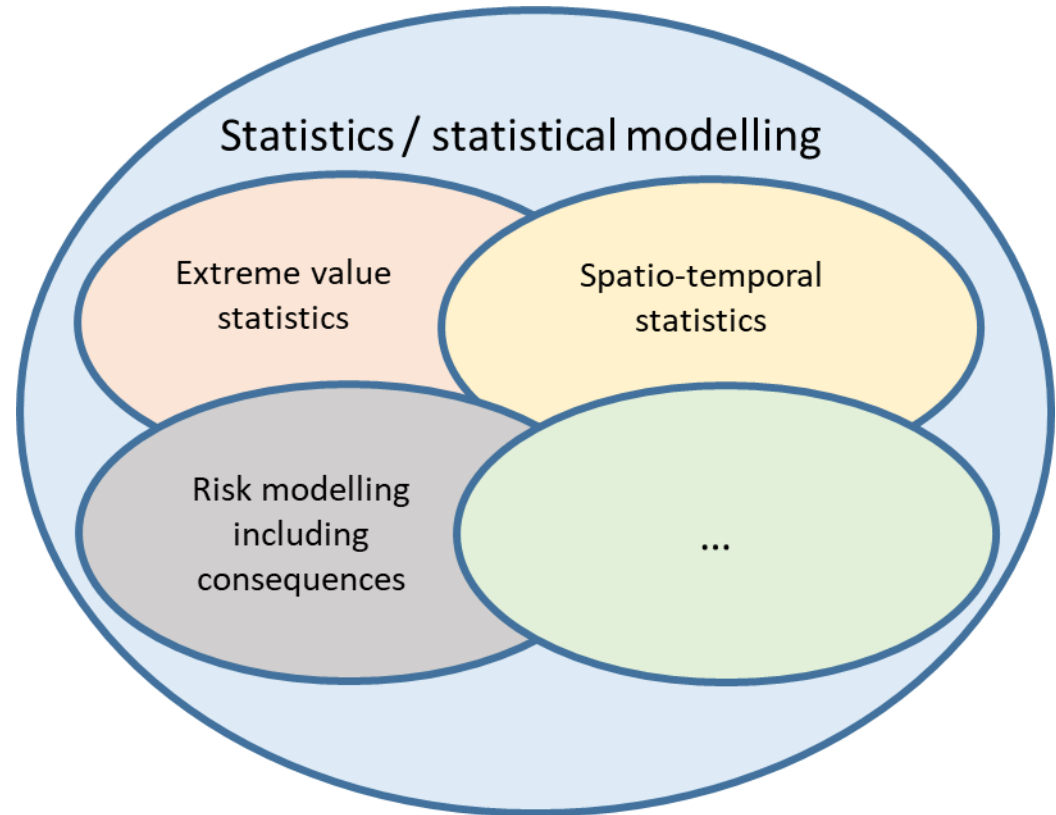 Statistics / statistical modelling
Extreme value
statistics
Spatio-temporal
statistics
Risk modelling
including
consequences
...